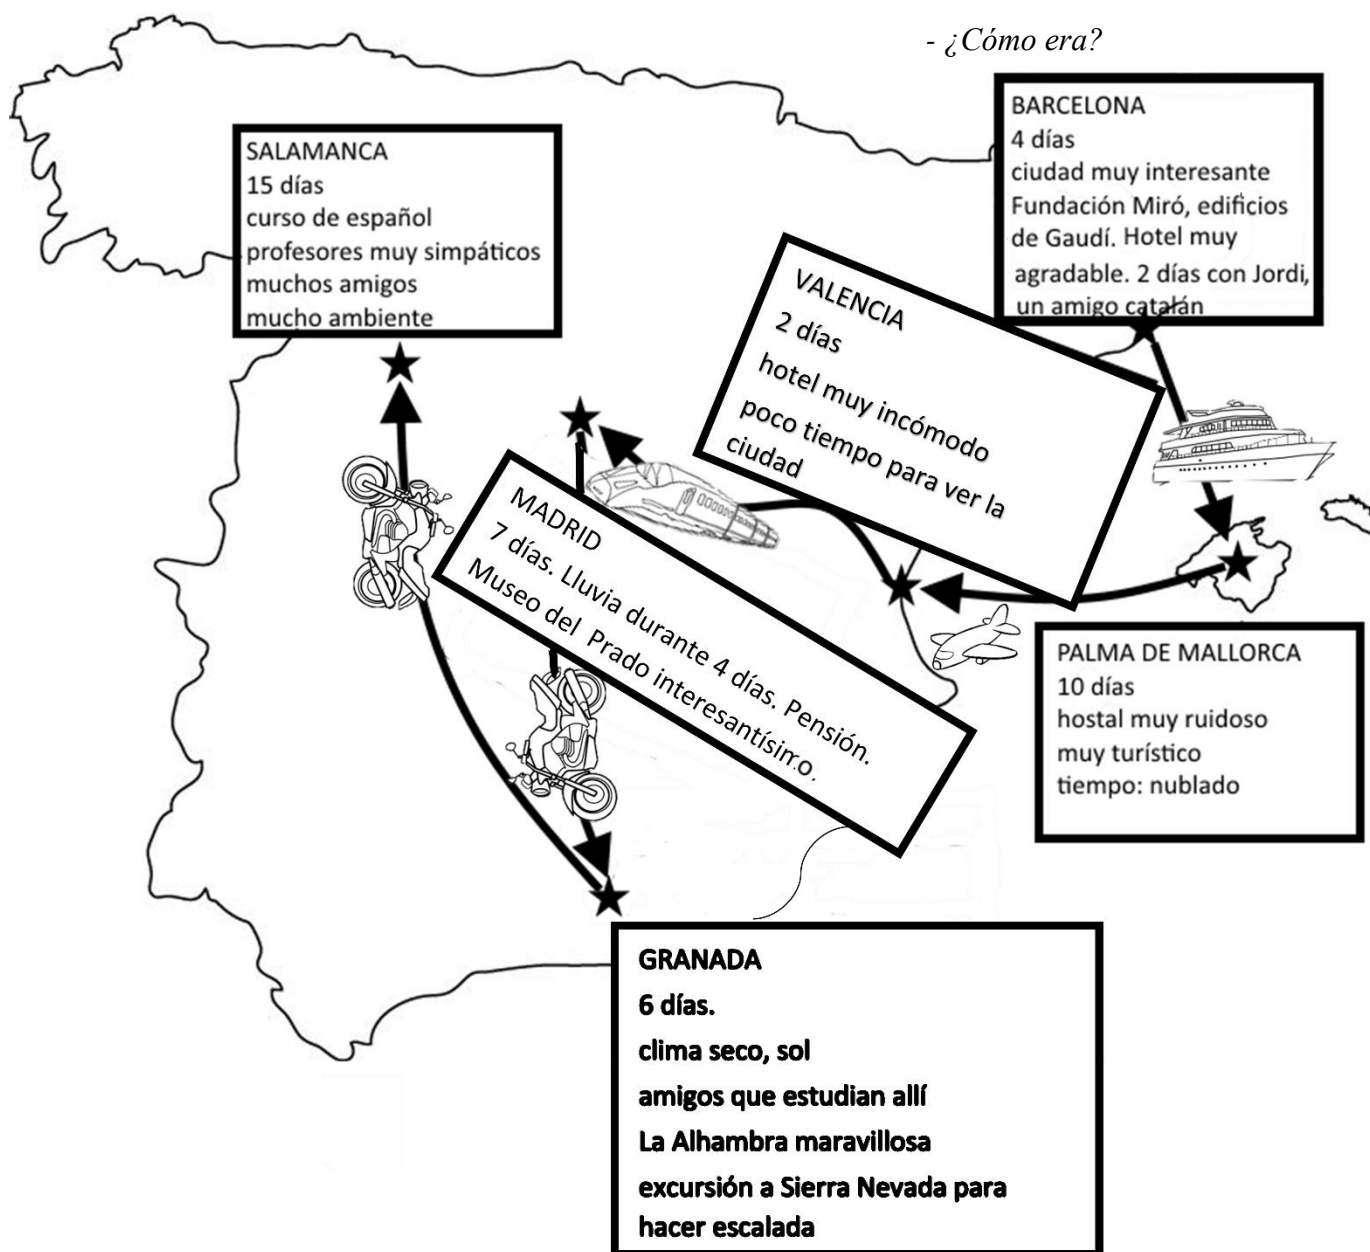 - ¿Cómo era?
BARCELONA
4 días
ciudad muy interesante
Fundación Miró, edificios
de Gaudí. Hotel muy
agradable. 2 días con Jordi,
un amigo catalán
SALAMANCA
15 días
curso de español
profesores muy simpáticos
muchos amigos
mucho ambiente
VALENCIA
2 días
hotel muy incómodo
poco tiempo para ver la
ciudad
MADRID
7 días. Lluvia durante 4 días. Pensión.
Museo del Prado interesantísimo.
PALMA DE MALLORCA
10 días
hostal muy ruidoso
muy turístico
tiempo: nublado
GRANADA
6 días.
clima seco, sol
amigos que estudian allí
La Alhambra maravillosa
excursión a Sierra Nevada para
hacer escalada